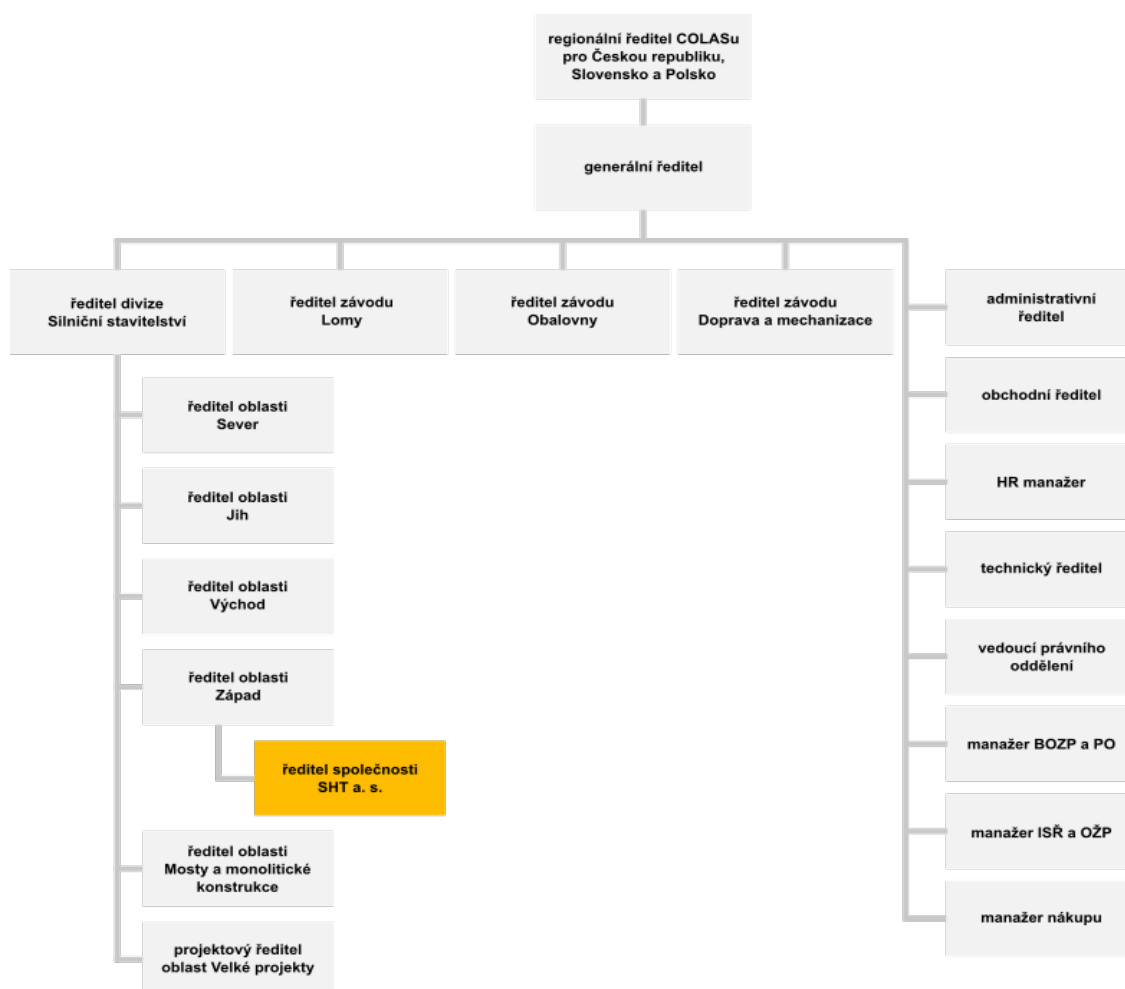 regionální ředitel COLASu
pro Českou republiku,
Slovensko a Polsko
generální ředitel
ředitel divize
Silniční stavitelství
ředitel závodu
Lomy
ředitel závodu
Obalovny
ředitel závodu
Doprava a mechanizace
ředitel oblasti
Sever
ředitel oblasti
Jih
ředitel oblasti
Východ
ředitel oblasti
Západ
ředitel společnosti
SHT a. s.
ředitel oblasti
Mosty a monolitické
konstrukce
projektový ředitel
oblast Velké projekty
administrativní
ředitel
obchodní ředitel
HR manažer
technický ředitel
vedoucí právního
oddělení
manažer BOZP a PO
manažer ISŘ a OŽP
manažer nákupu